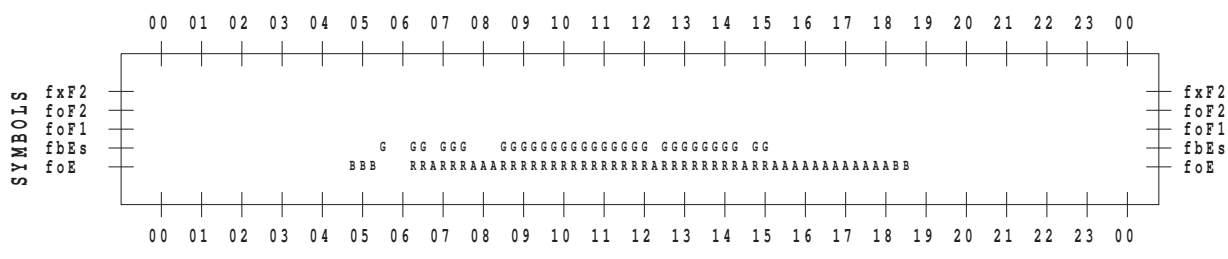 00 01 02 03 04 05 06 07 08 09 10 11 12 13 14 15 16 17 18 19 20 21 22 23 00
SYMBOLS
fxF2 fxF2
foF2 foF2
foF1 foF1
fbEs G GG GGG GGGGGGGGGGGGGGG GGGGGGGG GG fbEs
foE BBB RRARRRAAARRRRRRRRRRRRRRRARRRRRRRRARRAAAAAAAAAAAABB foE
00 01 02 03 04 05 06 07 08 09 10 11 12 13 14 15 16 17 18 19 20 21 22 23 00